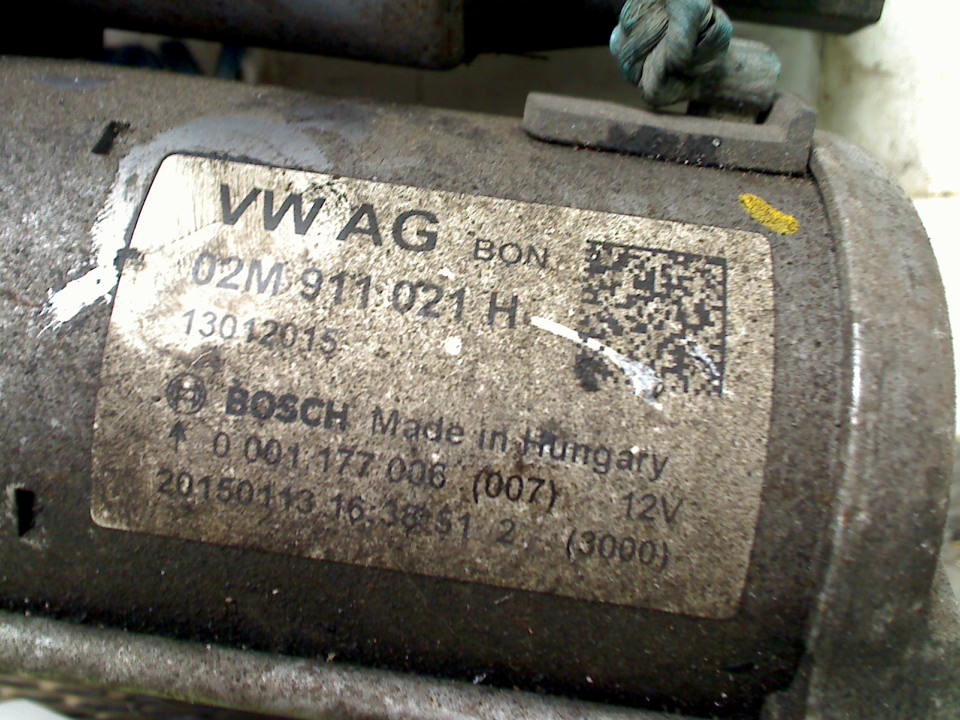 VW AG BON.
02M 911 021 H
13012015
BOSCH Made in Hungary
0 001 177 006 (007) 12V
20150113 16:38:51 2 (3000)